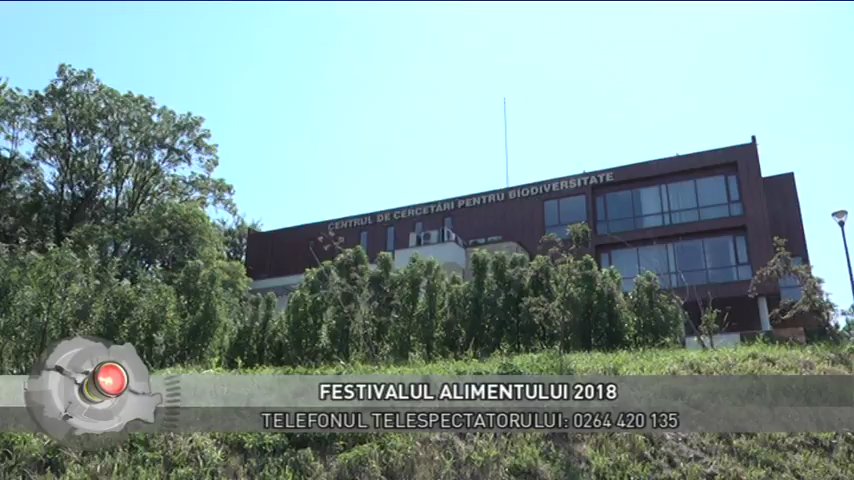 CENTRUL DE CERCETĂRI PENTRU BIODIVERSITATE
FESTIVALUL ALIMENTULUI 2018
TELEFONUL TELESPECTATORULUI: 0264 420 135